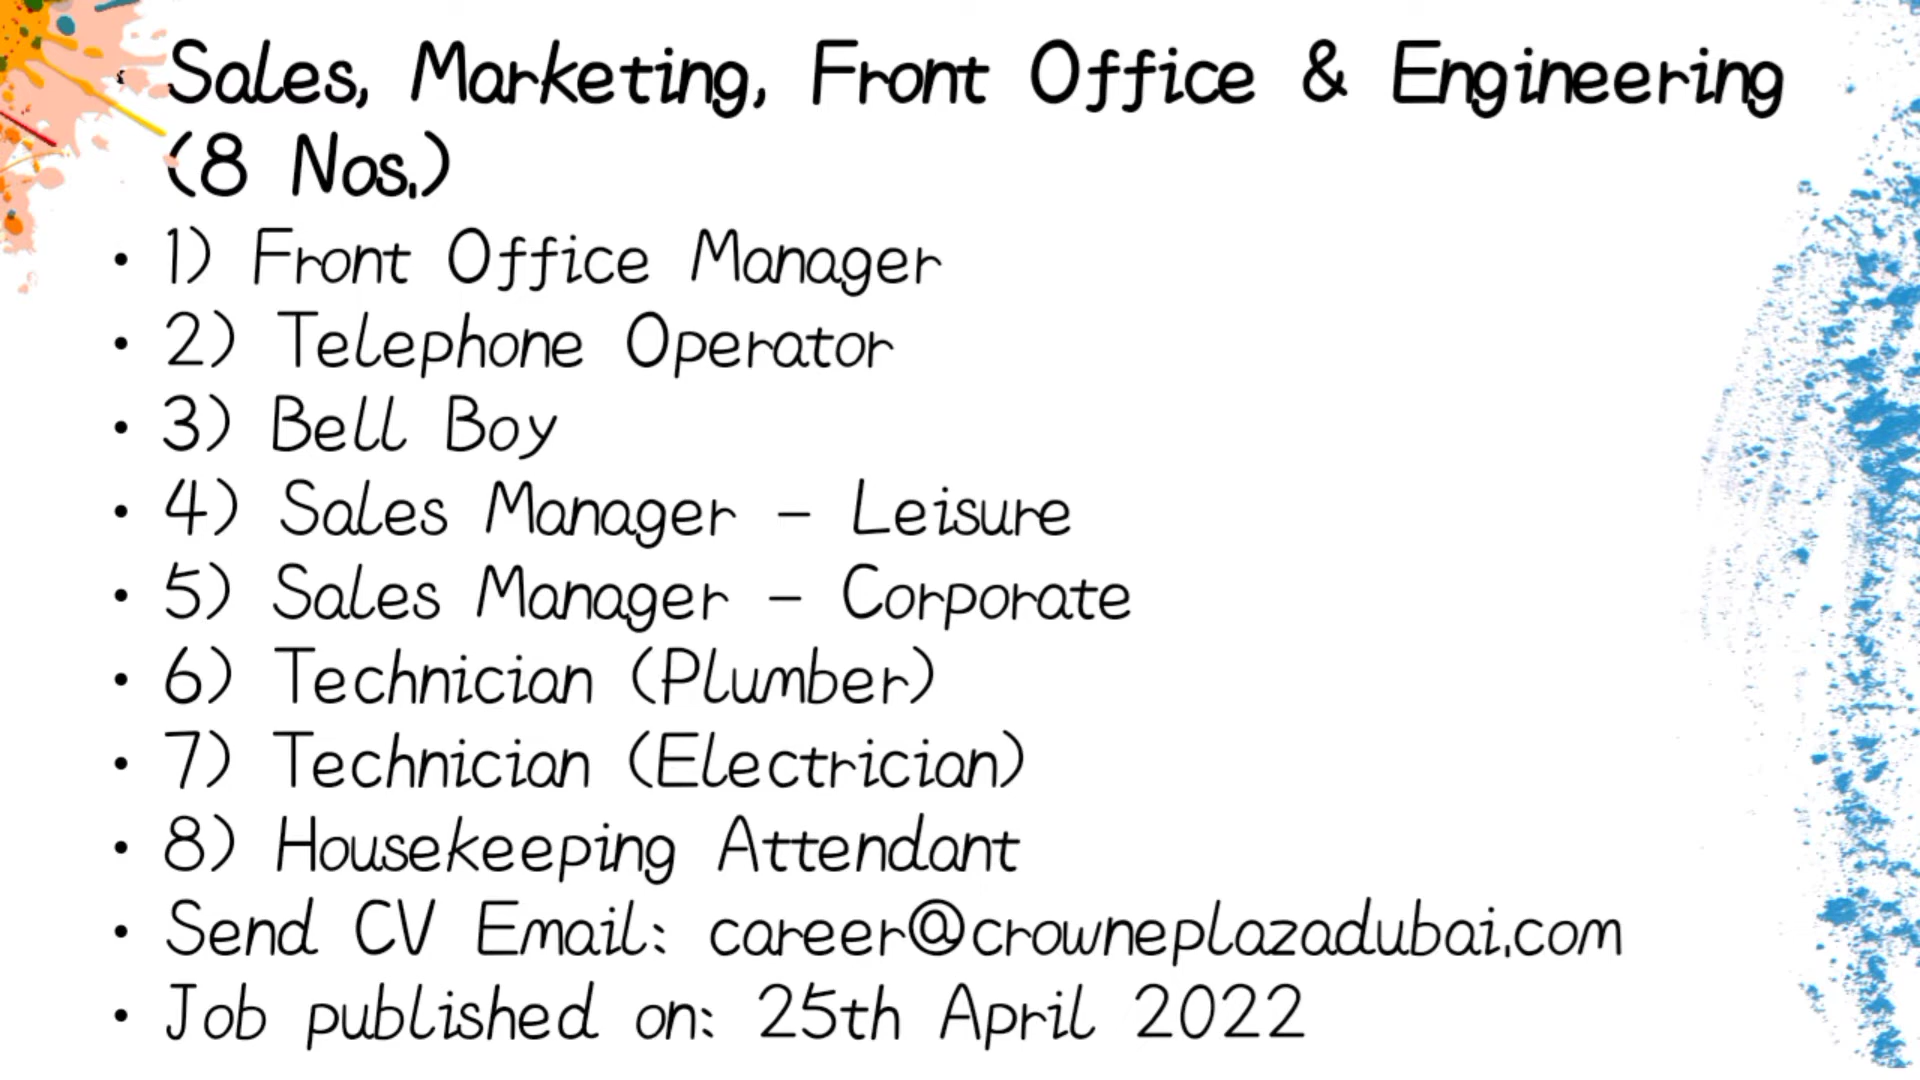 Sales, Marketing, Front Office & Engineering
(8 Nos.)
• 1) Front Office Manager
• 2) Telephone Operator
• 3) Bell Boy
• 4) Sales Manager – Leisure
• 5) Sales Manager – Corporate
• 6) Technician (Plumber)
• 7) Technician (Electrician)
• 8) Housekeeping Attendant
• Send CV Email: career@crowneplazadubai.com
• Job published on: 25th April 2022